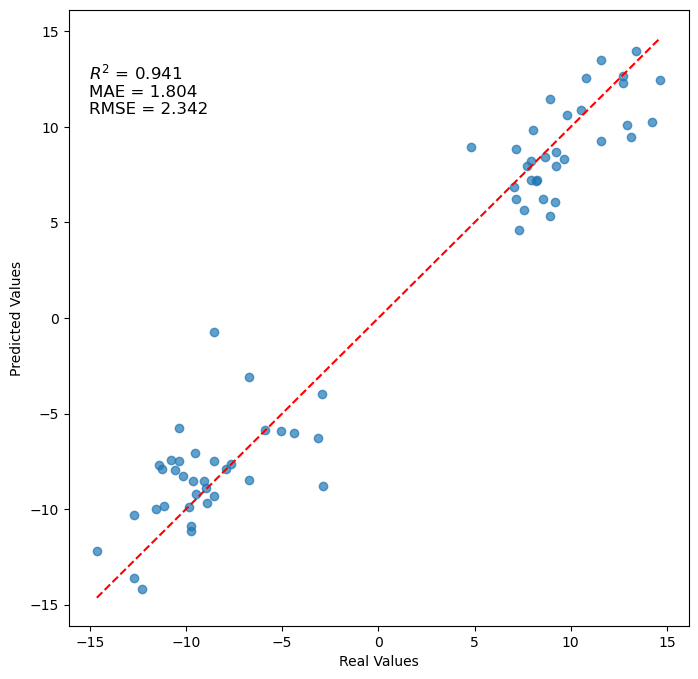 R² = 0.941
MAE = 1.804
RMSE = 2.342
15
10
5
0
−5
−10
−15
Predicted Values
−15 −10 −5 0 5 10 15
Real Values